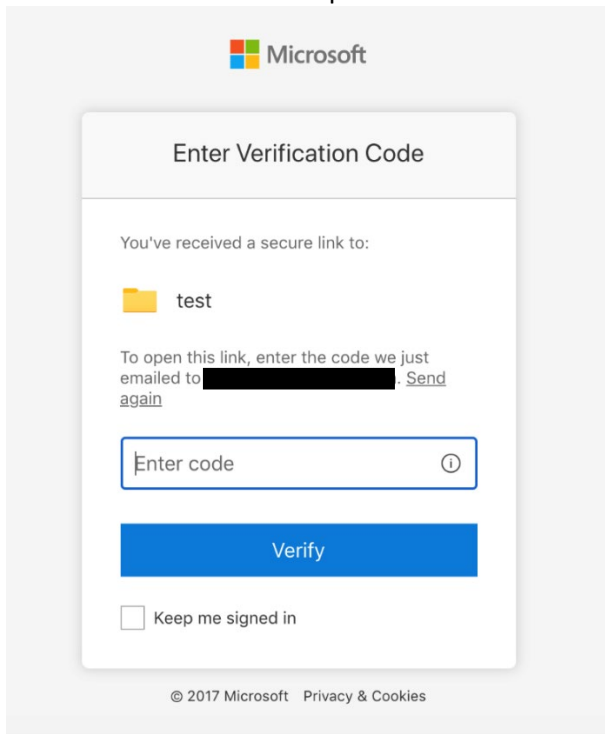 Microsoft
Enter Verification Code
You've received a secure link to:
test
To open this link, enter the code we just
emailed to . Send
again
Enter code
Verify
Keep me signed in
© 2017 Microsoft Privacy & Cookies